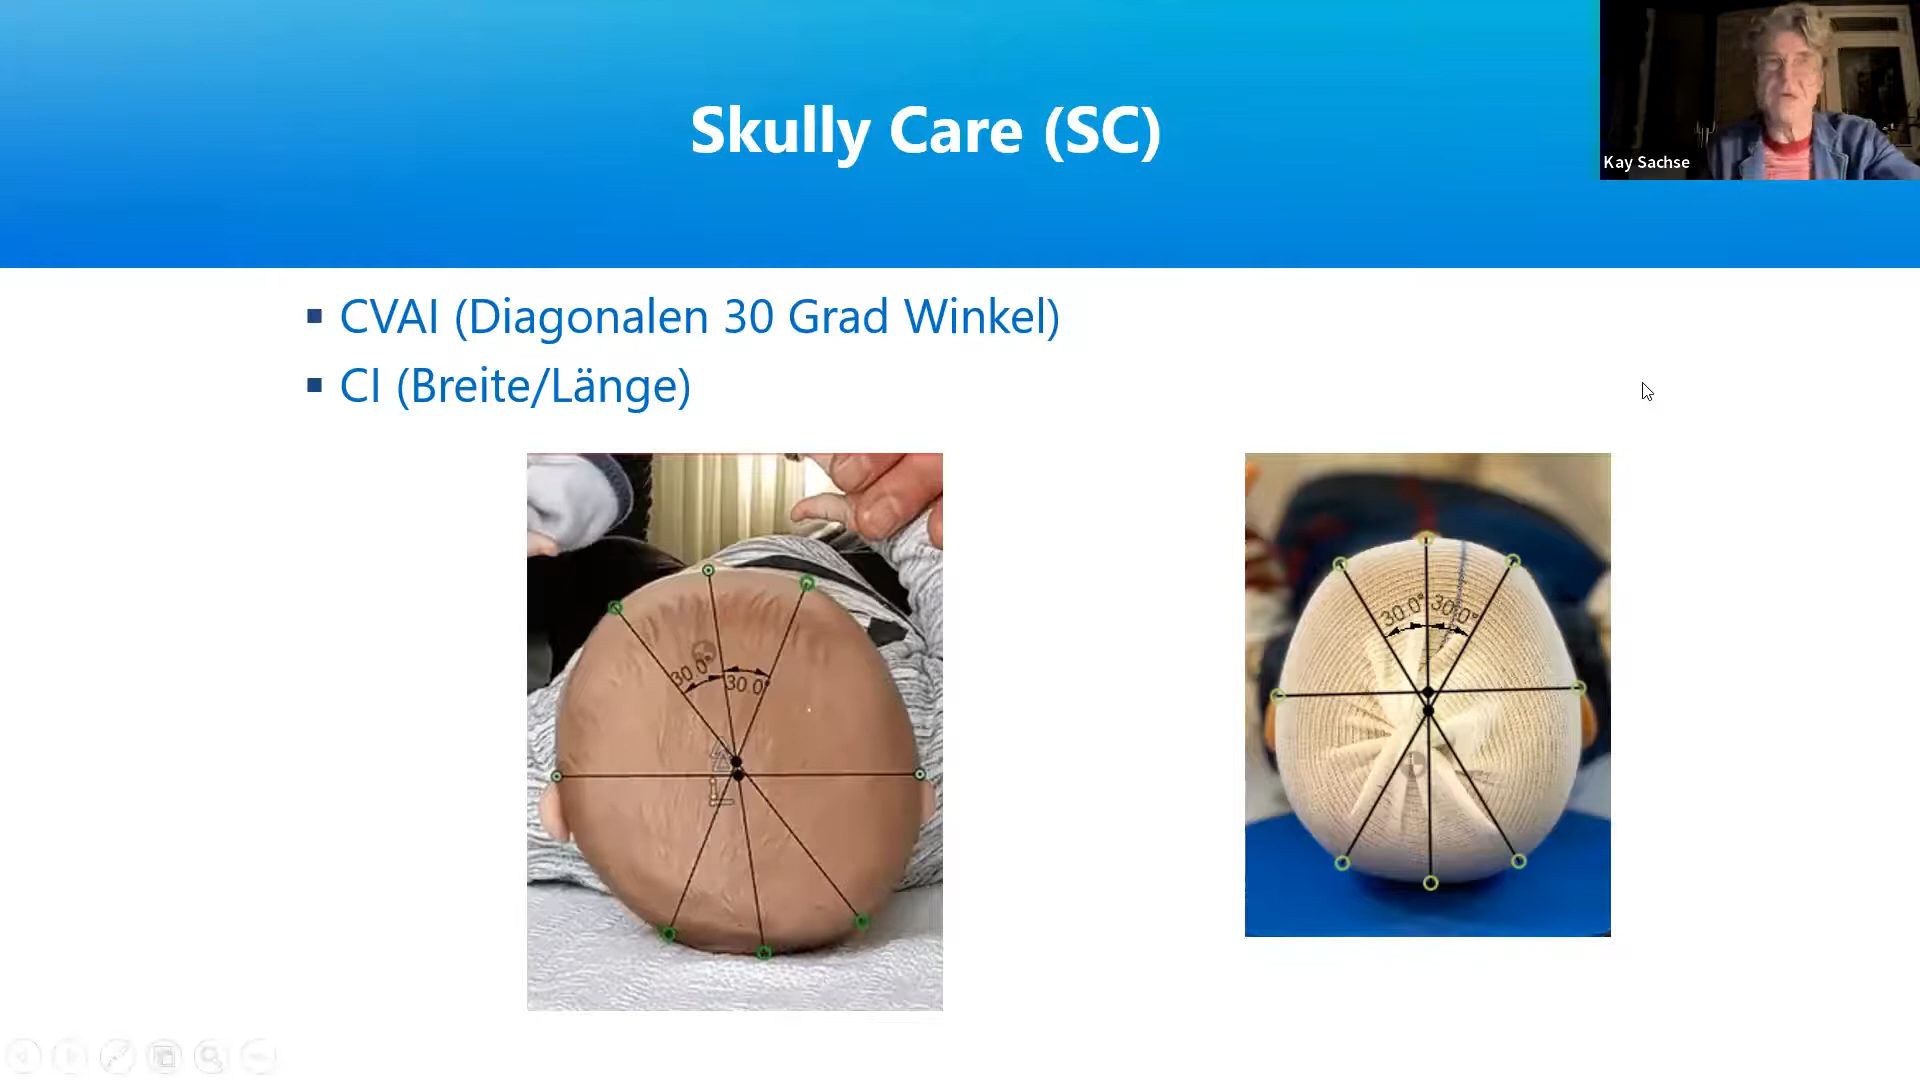 Skully Care (SC)
Kay Sachse
▪ CVAI (Diagonalen 30 Grad Winkel)
▪ CI (Breite/Länge)
30.0°
30.0°
30.0°
30.0°